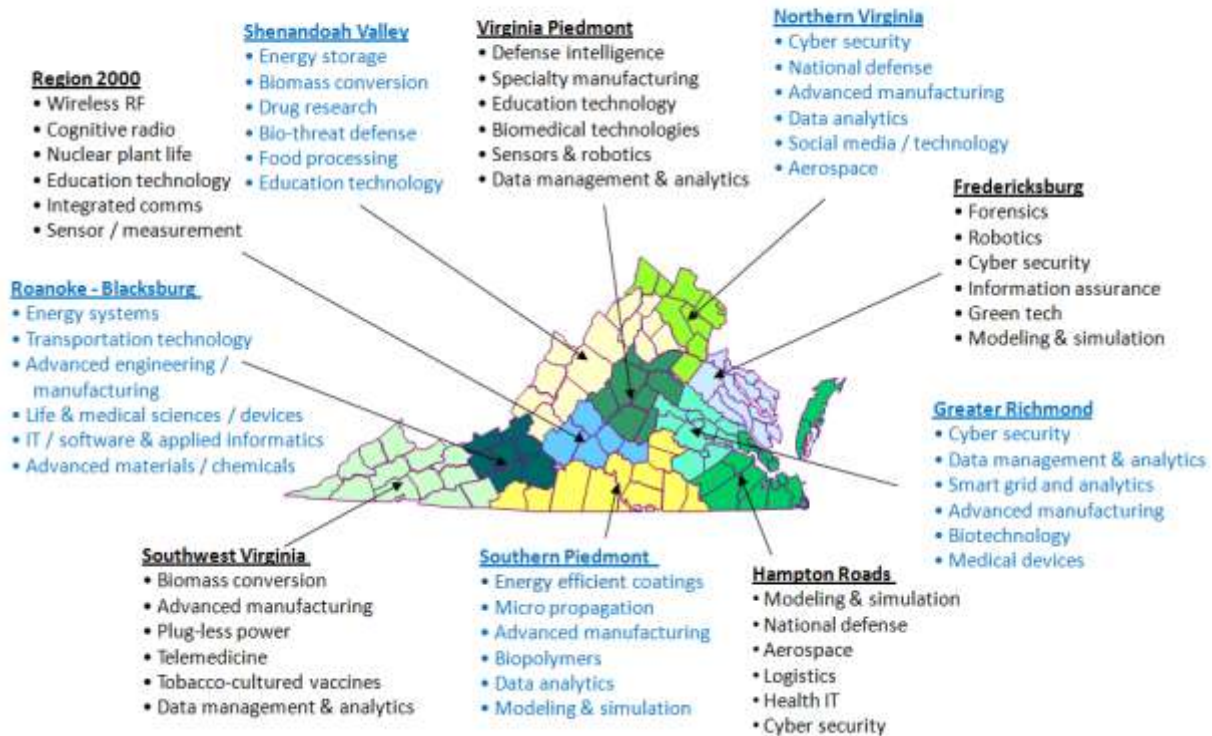 Region 2000
• Wireless RF
• Cognitive radio
• Nuclear plant life
• Education technology
• Integrated comms
• Sensor / measurement
Shenandoah Valley
• Energy storage
• Biomass conversion
• Drug research
• Bio-threat defense
• Food processing
• Education technology
Virginia Piedmont
• Defense intelligence
• Specialty manufacturing
• Education technology
• Biomedical technologies
• Sensors & robotics
• Data management & analytics
Northern Virginia
• Cyber security
• National defense
• Advanced manufacturing
• Data analytics
• Social media / technology
• Aerospace
Fredericksburg
• Forensics
• Robotics
• Cyber security
• Information assurance
• Green tech
• Modeling & simulation
Roanoke - Blacksburg
• Energy systems
• Transportation technology
• Advanced engineering /
manufacturing
• Life & medical sciences / devices
• IT / software & applied informatics
• Advanced materials / chemicals
Greater Richmond
• Cyber security
• Data management & analytics
• Smart grid and analytics
• Advanced manufacturing
• Biotechnology
• Medical devices
Southwest Virginia
• Biomass conversion
• Advanced manufacturing
• Plug-less power
• Telemedicine
• Tobacco-cultured vaccines
• Data management & analytics
Southern Piedmont
• Energy efficient coatings
• Micro propagation
• Advanced manufacturing
• Biopolymers
• Data analytics
• Modeling & simulation
Hampton Roads
• Modeling & simulation
• National defense
• Aerospace
• Logistics
• Health IT
• Cyber security